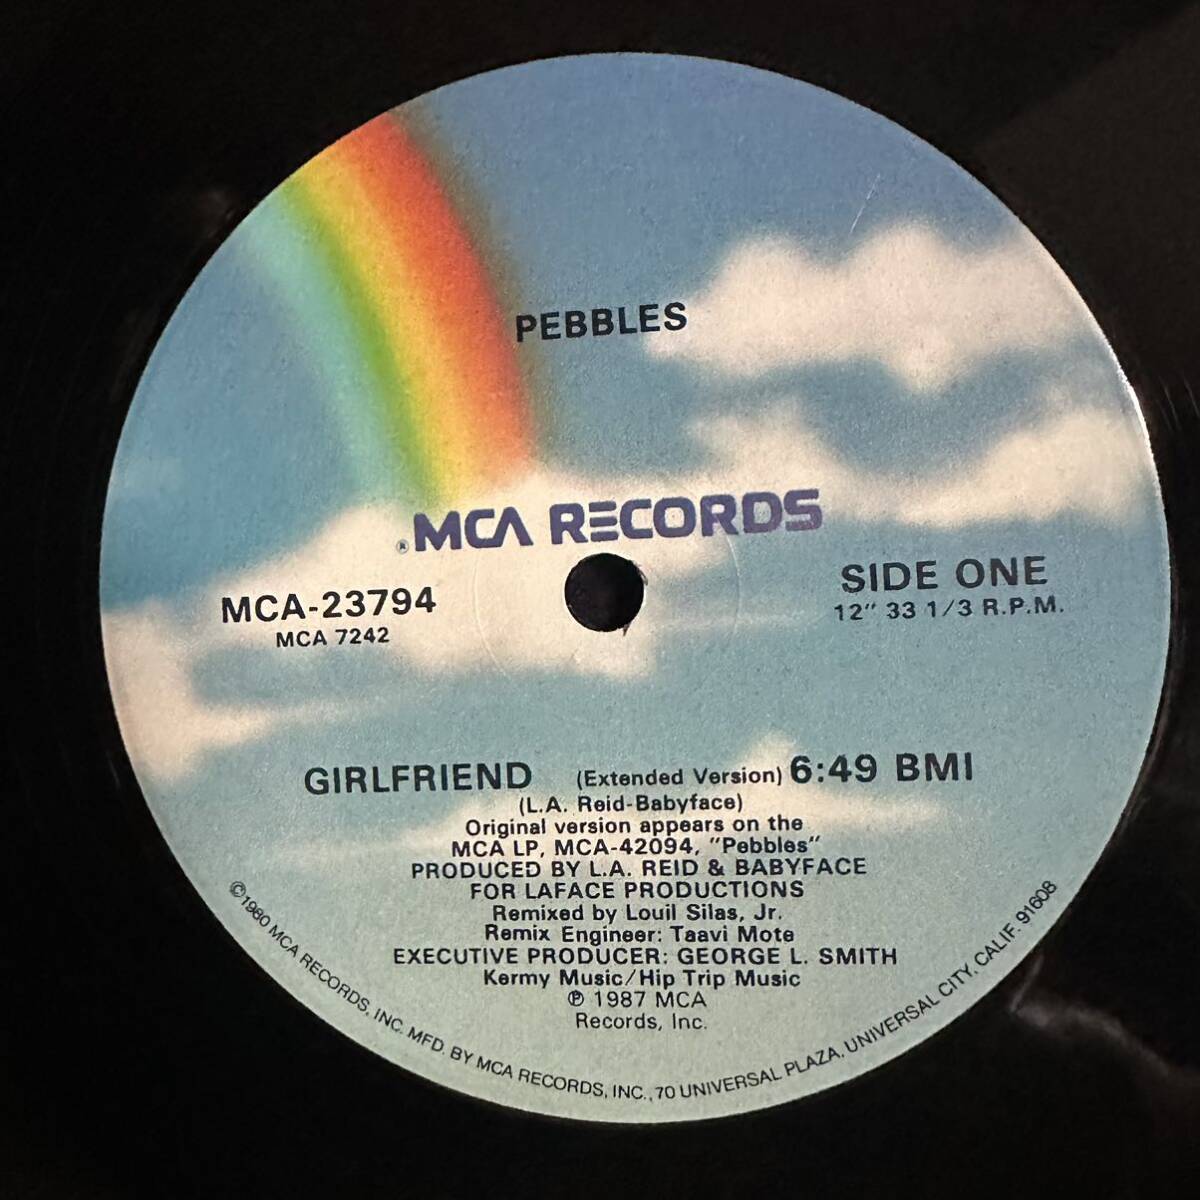 PEBBLES
® MCA RECORDS
MCA-23794
MCA 7242
SIDE ONE
12" 33 1/3 R.P.M.
GIRLFRIEND (Extended Version) 6:49 BMI
(L.A. Reid-Babyface)
Original version appears on the
MCA LP, MCA-42094, "Pebbles"
PRODUCED BY L.A. REID & BABYFACE
FOR LAFACE PRODUCTIONS
Remixed by Louil Silas, Jr.
Remix Engineer: Taavi Mote
EXECUTIVE PRODUCER: GEORGE L. SMITH
Kermy Music/Hip Trip Music
℗ 1987 MCA
Records, Inc.
©1980 MCA RECORDS, INC. MFD. BY MCA RECORDS, INC., 70 UNIVERSAL PLAZA, UNIVERSAL CITY, CALIF. 91608